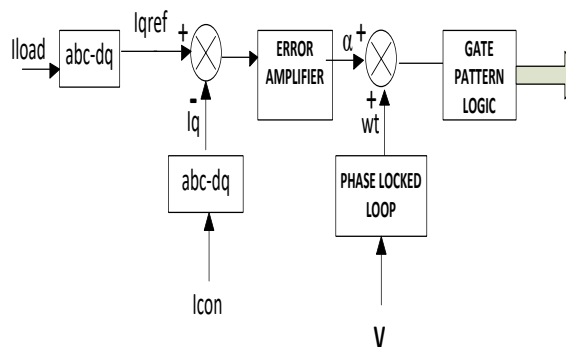 Iload
abc-dq
Iqref
+
-
Iq
abc-dq
Icon
ERROR
AMPLIFIER
α
+
+
wt
PHASE LOCKED
LOOP
V
GATE
PATTERN
LOGIC